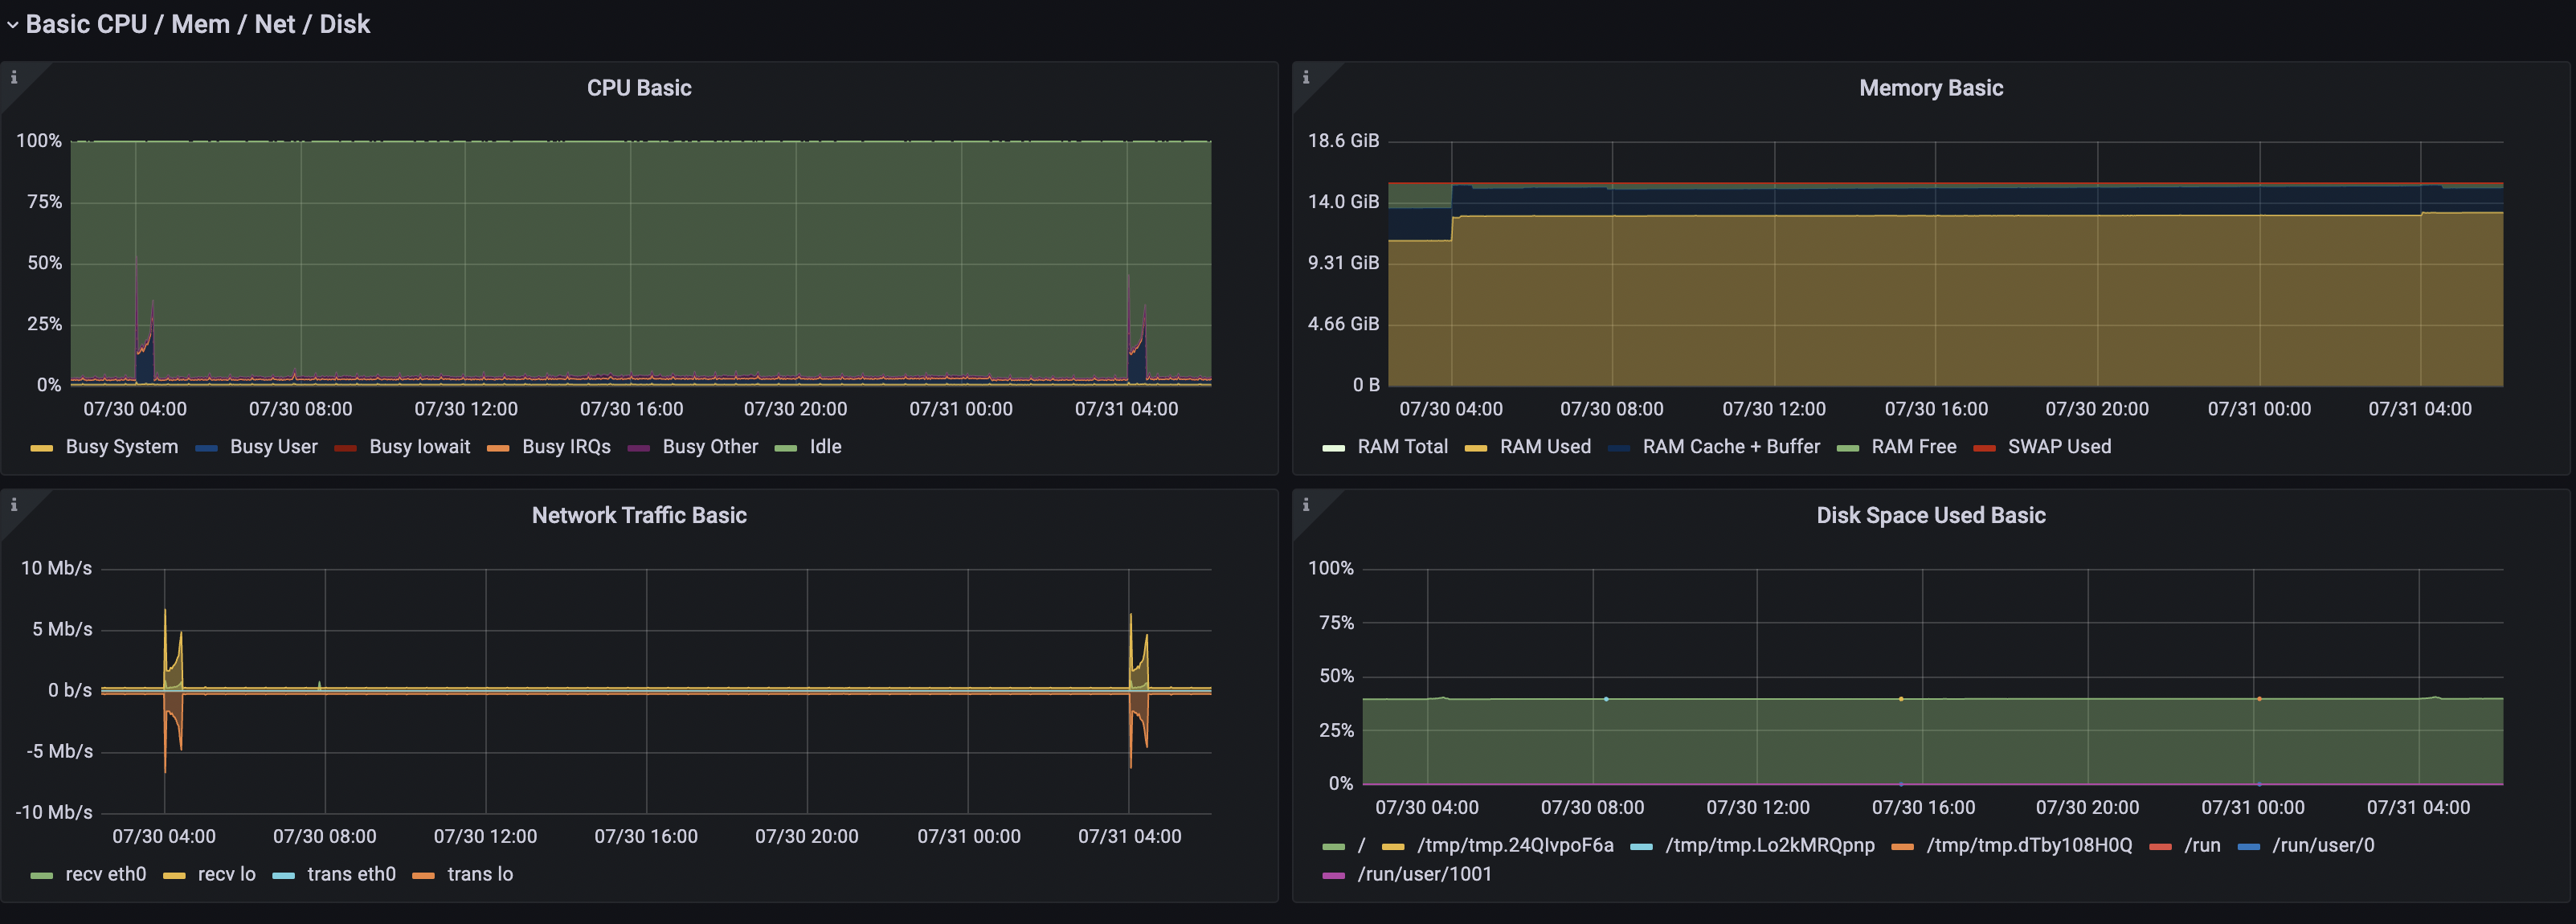 Basic CPU / Mem / Net / Disk
CPU Basic
100%
75%
50%
25%
0%
07/30 04:00 07/30 08:00 07/30 12:00 07/30 16:00 07/30 20:00 07/31 00:00 07/31 04:00
Busy System Busy User Busy Iowait Busy IRQs Busy Other Idle
Memory Basic
18.6 GiB
14.0 GiB
9.31 GiB
4.66 GiB
0 B
07/30 04:00 07/30 08:00 07/30 12:00 07/30 16:00 07/30 20:00 07/31 00:00 07/31 04:00
RAM Total RAM Used RAM Cache + Buffer RAM Free SWAP Used
Network Traffic Basic
10 Mb/s
5 Mb/s
0 b/s
-5 Mb/s
-10 Mb/s
07/30 04:00 07/30 08:00 07/30 12:00 07/30 16:00 07/30 20:00 07/31 00:00 07/31 04:00
recv eth0 recv lo trans eth0 trans lo
Disk Space Used Basic
100%
75%
50%
25%
0%
07/30 04:00 07/30 08:00 07/30 12:00 07/30 16:00 07/30 20:00 07/31 00:00 07/31 04:00
/ /tmp/tmp.24QIvpoF6a /tmp/tmp.Lo2kMRQpnp /tmp/tmp.dTby108H0Q /run /run/user/0
/run/user/1001